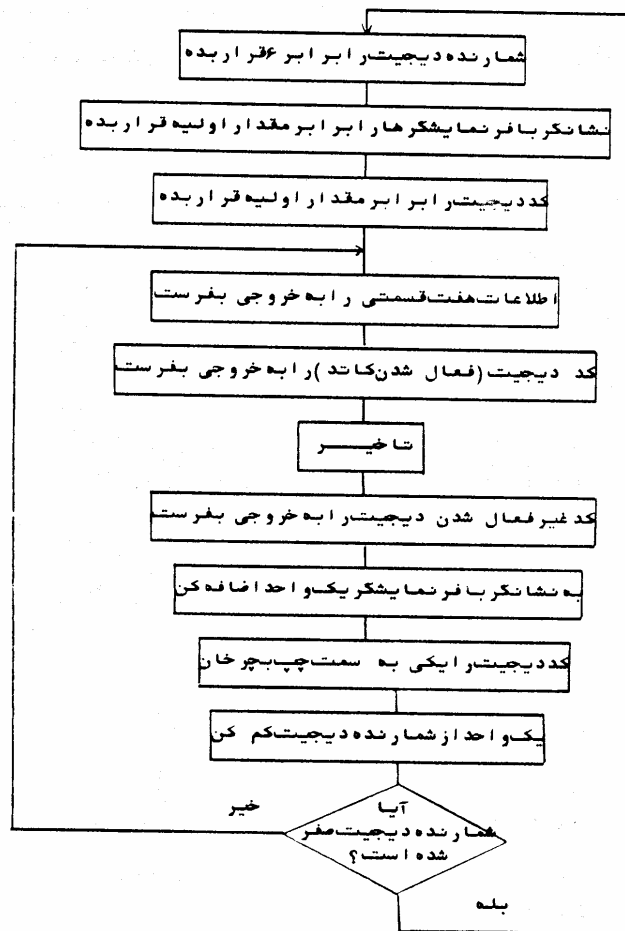 شمارنده دیجیت را برابر ۶ قرار بده
نشانگر بافر نمایشگرها را برابر مقدار اولیه قرار بده
کد دیجیت را برابر مقدار اولیه قرار بده
اطلاعات هفت قسمتی را به خروجی بفرست
کد دیجیت (فعال شدن کاتد) را به خروجی بفرست
تاخیـــر
کد غیر فعال شدن دیجیت را به خروجی بفرست
به نشانگر بافر نمایشگر یک واحد اضافه کن
کد دیجیت را یکی به سمت چپ بچرخان
یک واحد از شمارنده دیجیت کم کن
آیا
شمارنده دیجیت صفر
شده است؟
خیر
بله